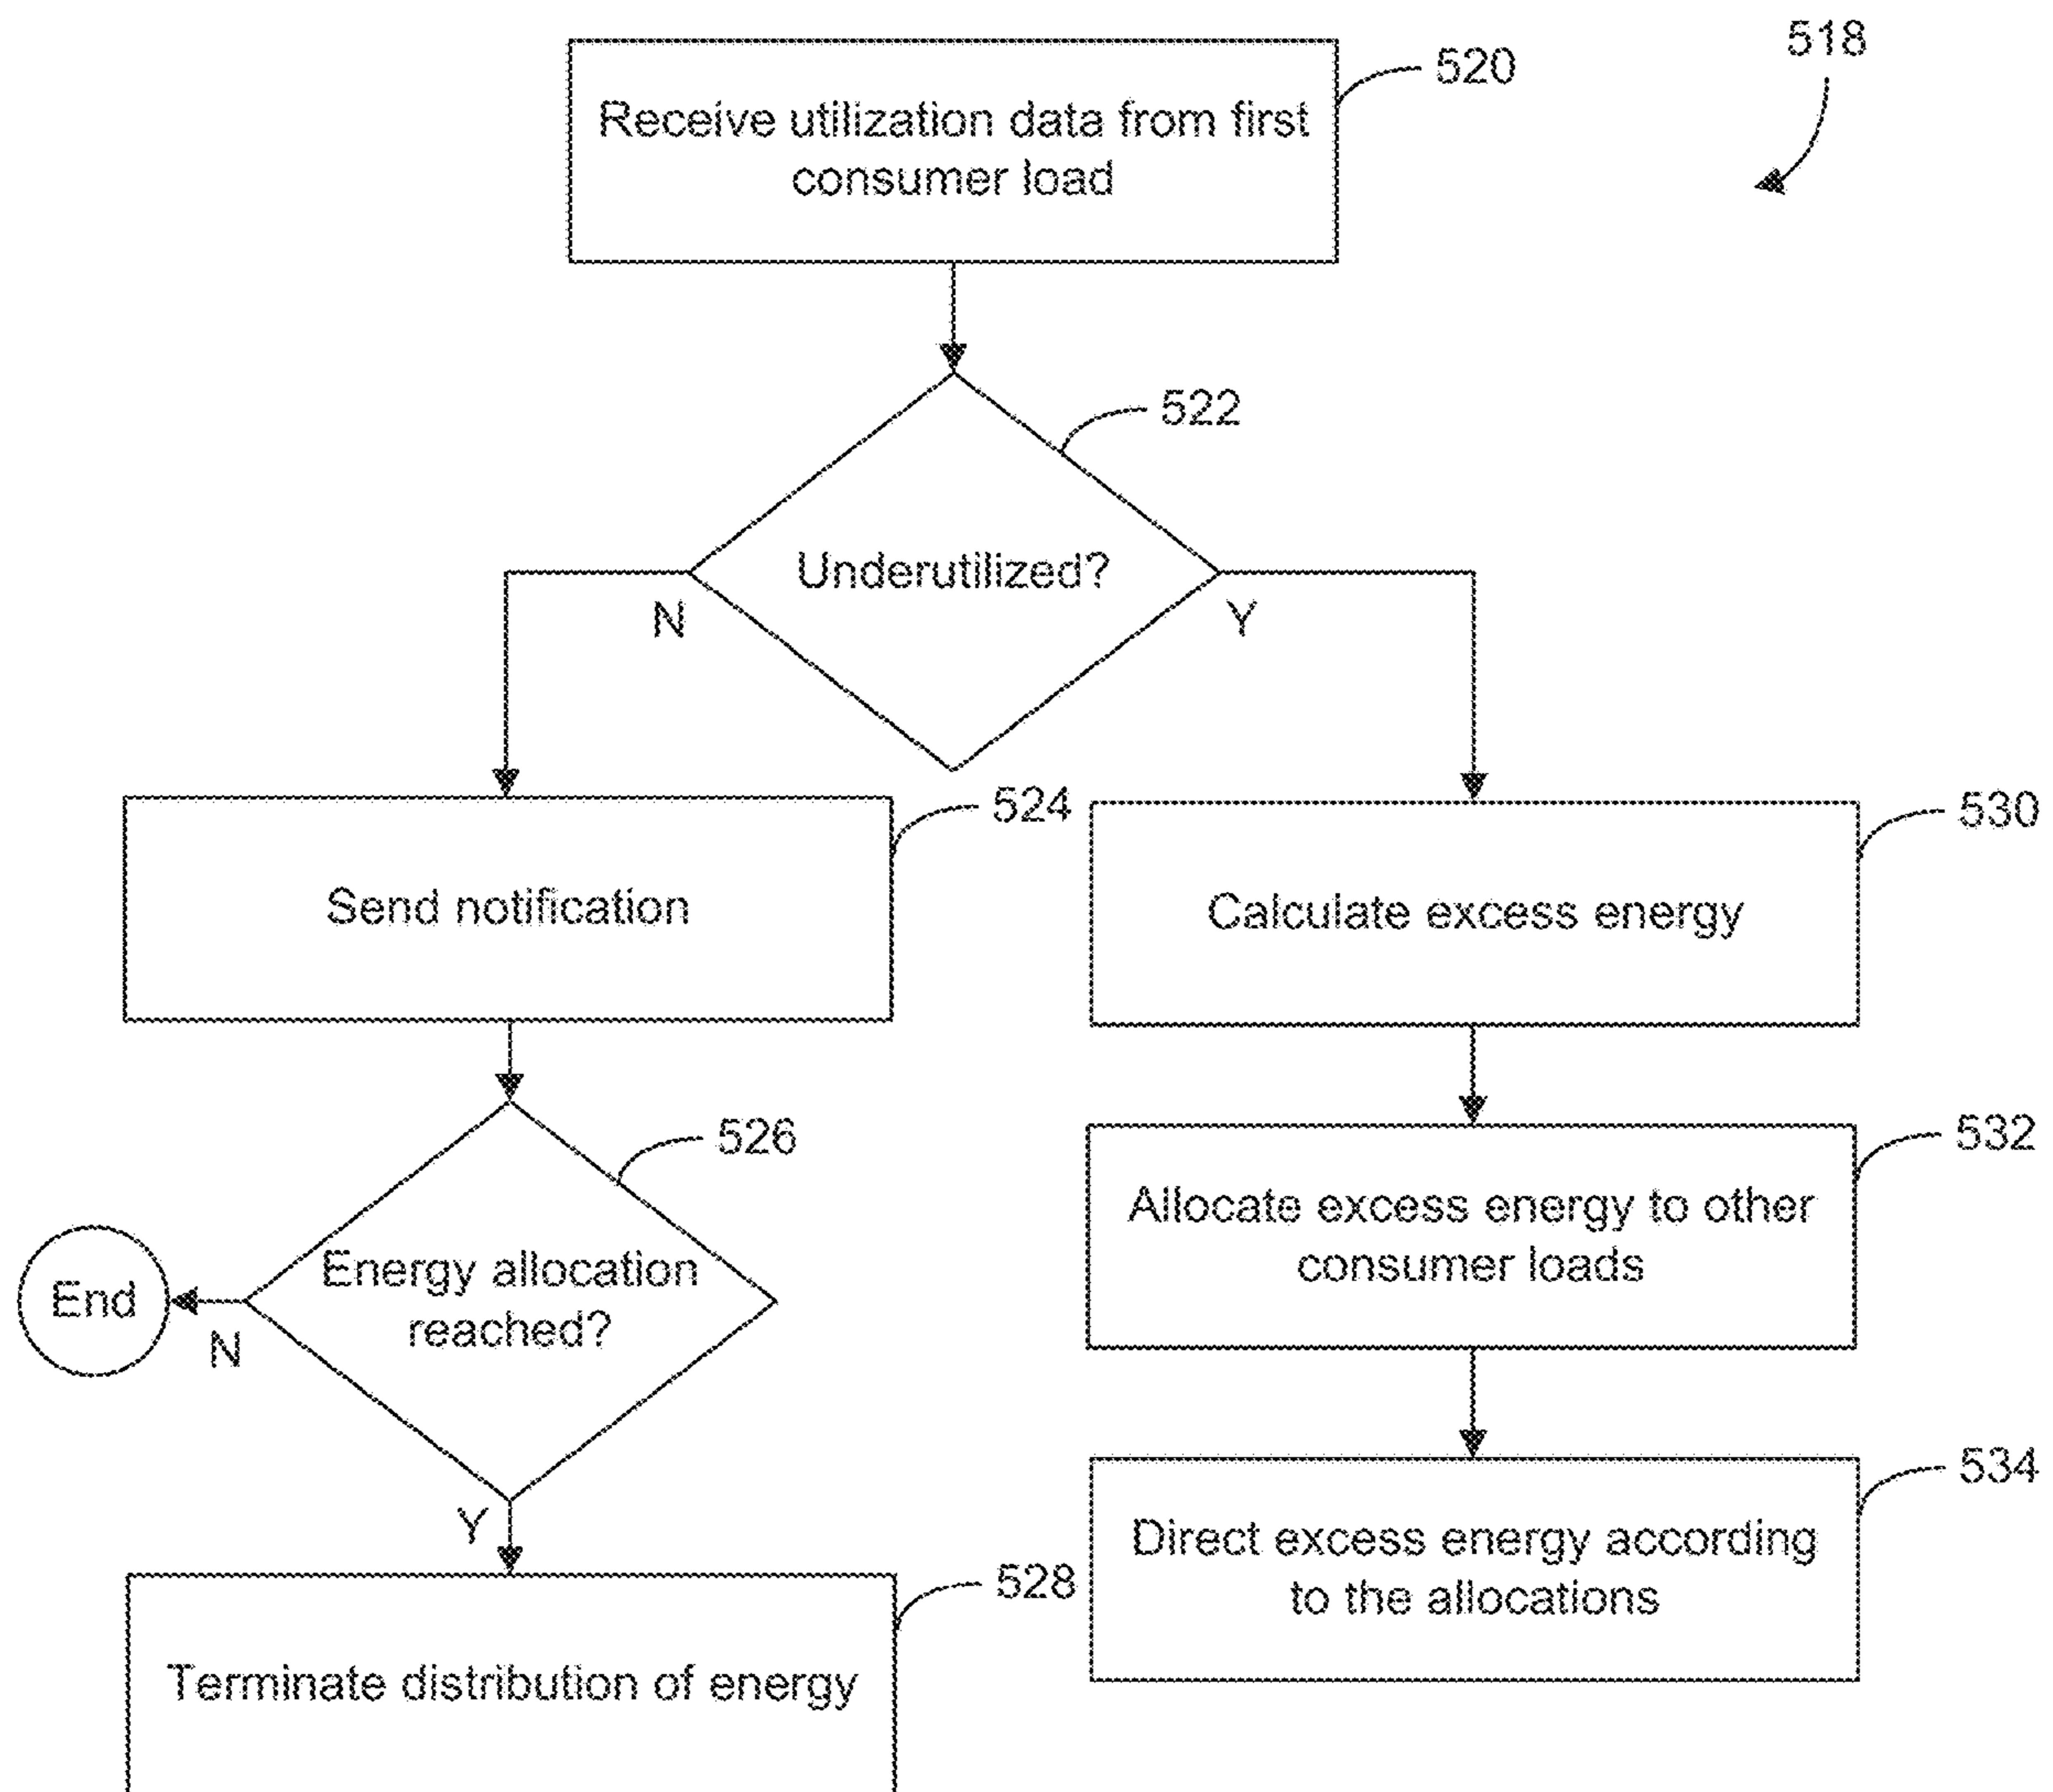 518
520
Receive utilization data from first
consumer load
522
Underutilized?
N
Y
524
Send notification
530
Calculate excess energy
526
Energy allocation
reached?
End
N
Y
532
Allocate excess energy to other
consumer loads
534
Direct excess energy according
to the allocations
528
Terminate distribution of energy